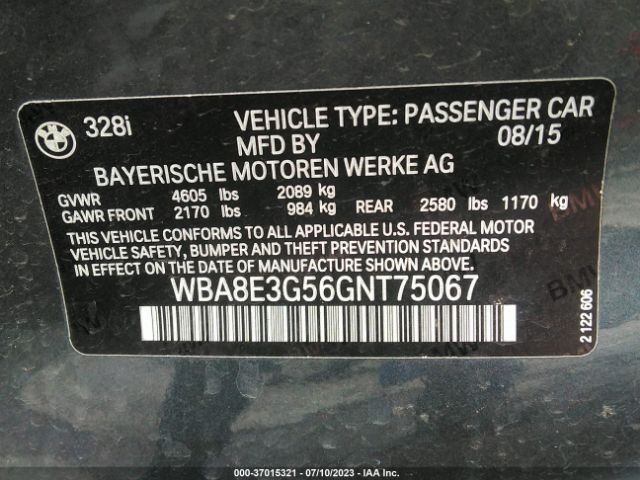 BMW
328i
VEHICLE TYPE: PASSENGER CAR
MFD BY 08/15
BAYERISCHE MOTOREN WERKE AG
GVWR 4605 lbs 2089 kg
GAWR FRONT 2170 lbs 984 kg REAR 2580 lbs 1170 kg
THIS VEHICLE CONFORMS TO ALL APPLICABLE U.S. FEDERAL MOTOR
VEHICLE SAFETY, BUMPER AND THEFT PREVENTION STANDARDS
IN EFFECT ON THE DATE OF MANUFACTURE SHOWN ABOVE.
WBA8E3G56GNT75067
2 122 606
000-37015321 - 07/10/2023 - IAA Inc.